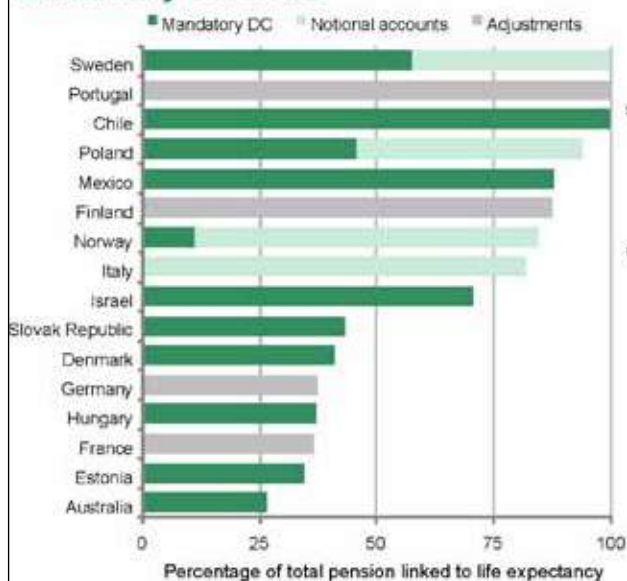 Mandatory DC Notional accounts Adjustments
Sweden
Portugal
Chile
Poland
Mexico
Finland
Norway
Italy
Israel
Slovak Republic
Denmark
Germany
Hungary
France
Estonia
Australia
0 25 50 75 100
Percentage of total pension linked to life expectancy